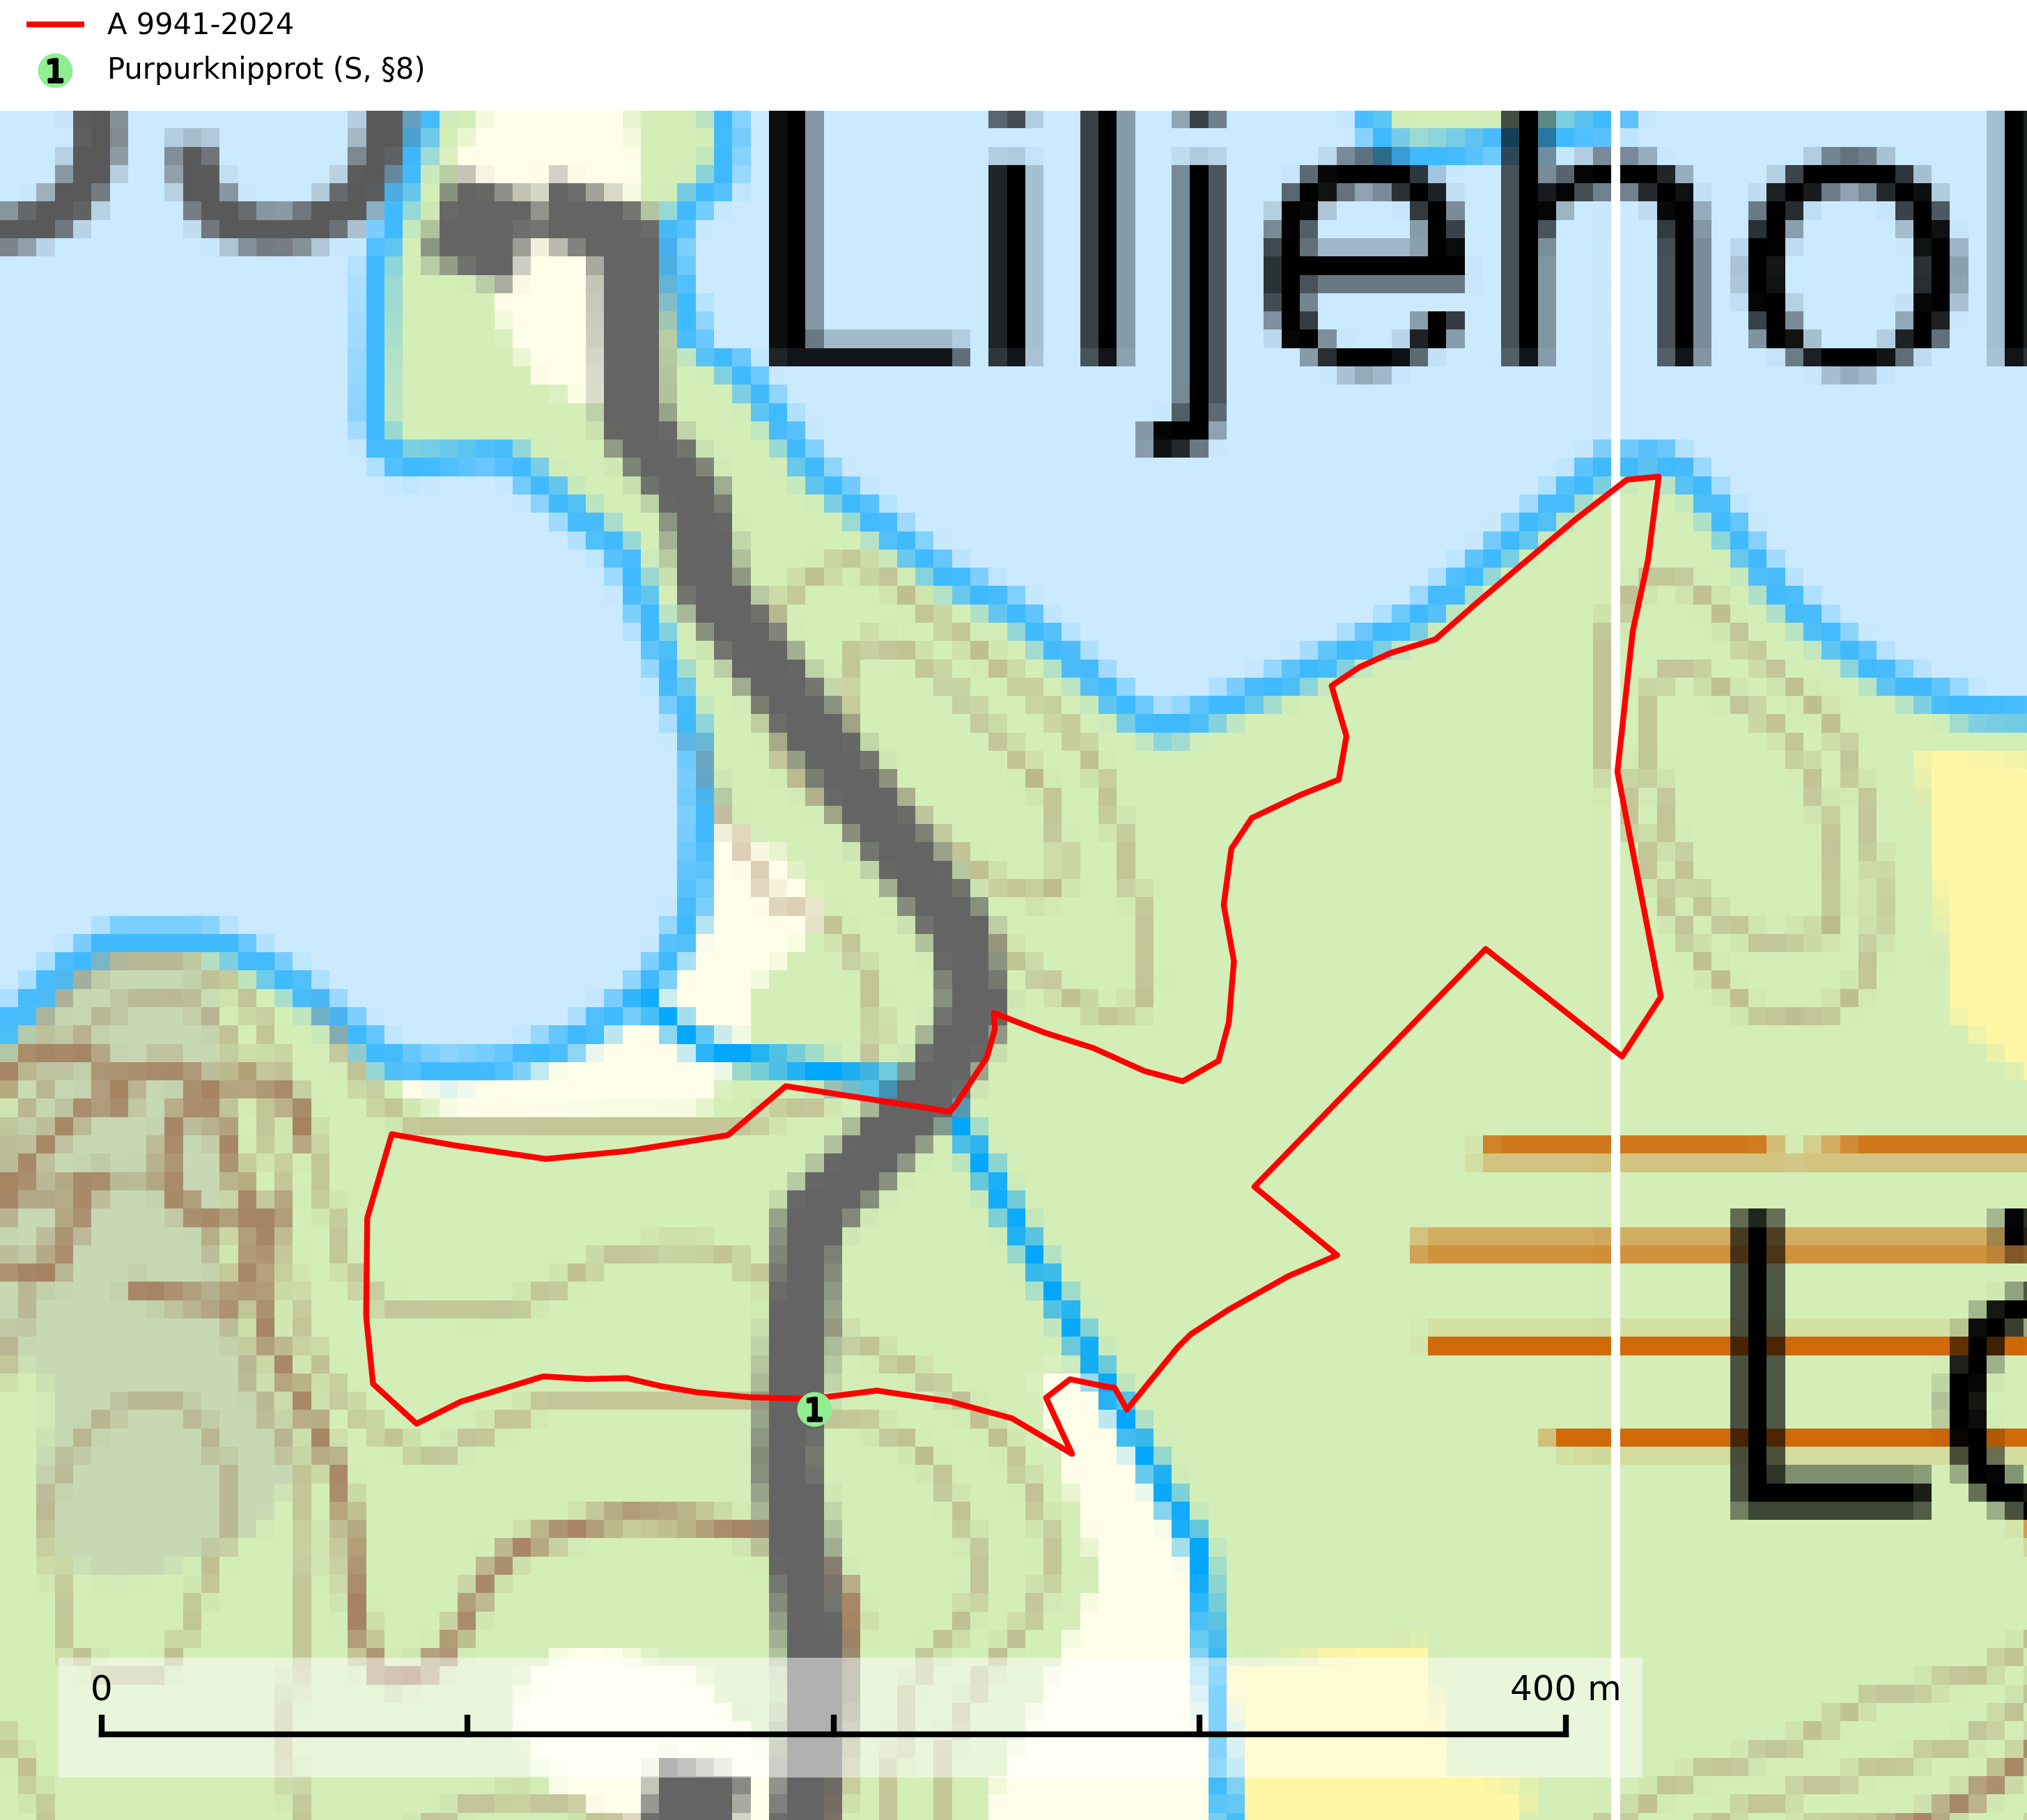 A 9941-2024
1 Purpurknipprot (S, §8)
Liljehol
1
0 400 m